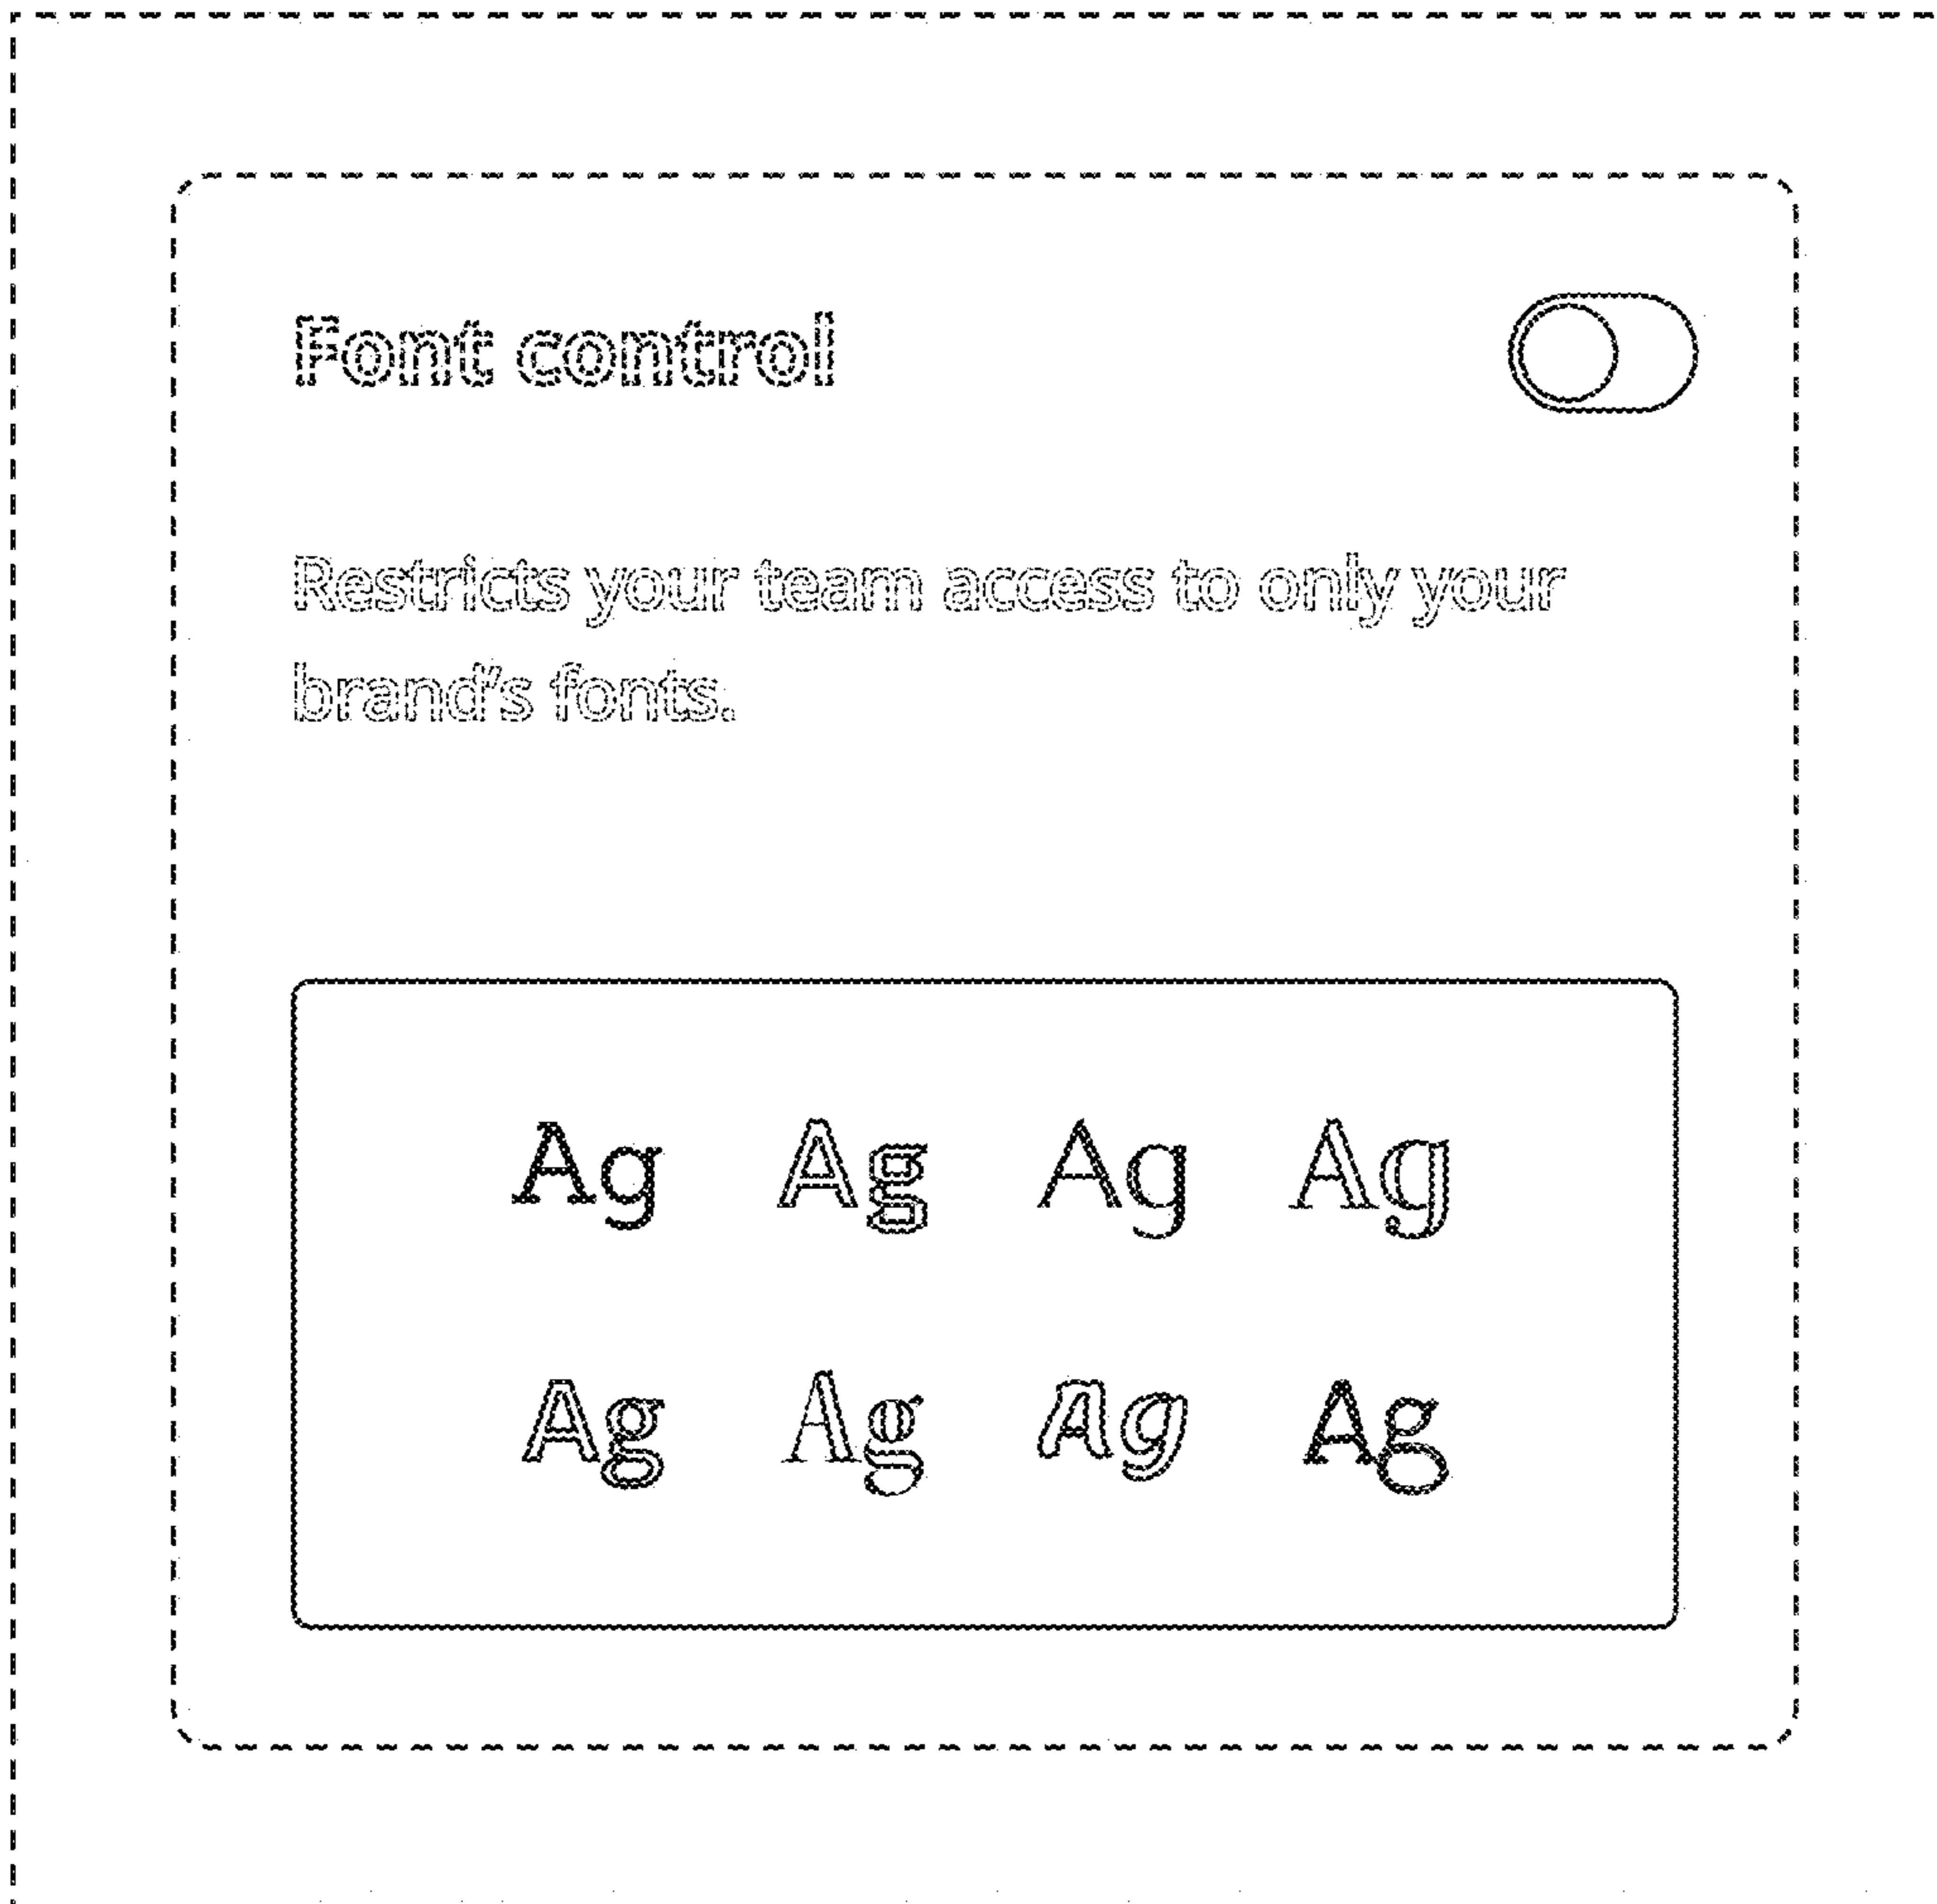 Font control
Restricts your team access to only your
brand's fonts.
Ag Ag Ag Ag
Ag Ag Ag Ag